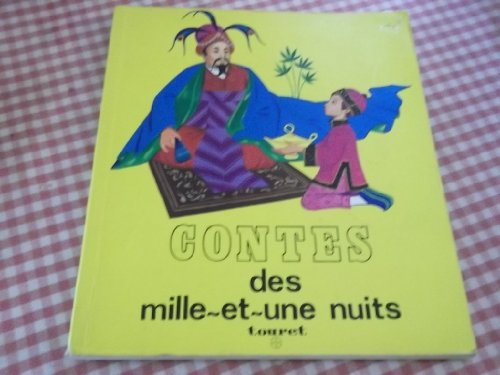 CONTES
des
mille~et~une nuits
touret